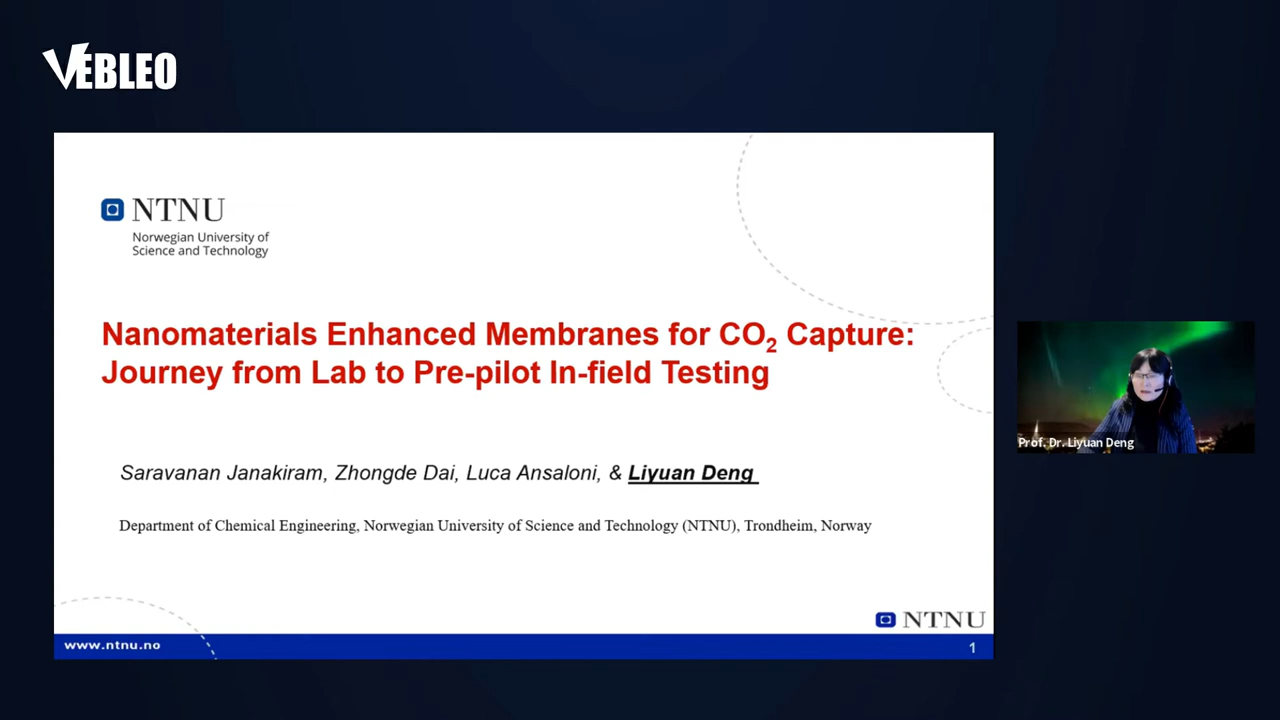 VEBLEO
NTNU
Norwegian University of
Science and Technology
Nanomaterials Enhanced Membranes for CO₂ Capture:
Journey from Lab to Pre-pilot In-field Testing
Saravanan Janakiram, Zhongde Dai, Luca Ansaloni, & Liyuan Deng
Department of Chemical Engineering, Norwegian University of Science and Technology (NTNU), Trondheim, Norway
NTNU
www.ntnu.no
1
Prof. Dr. Liyuan Deng